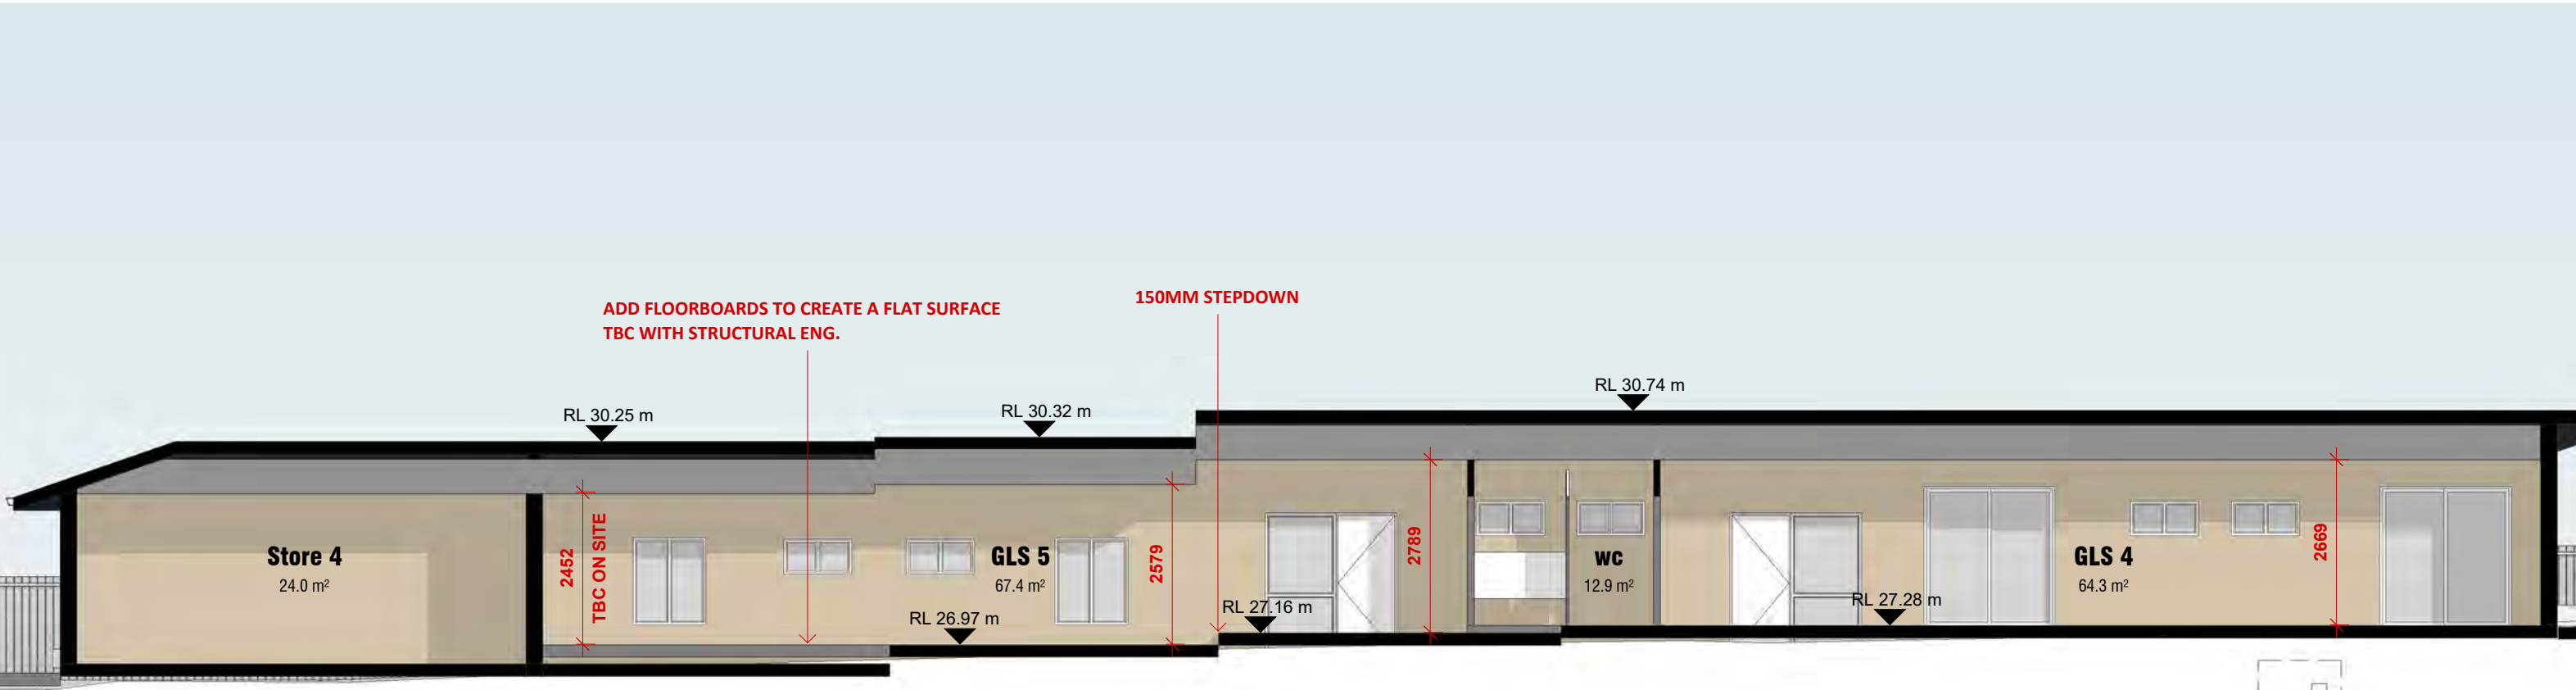 150MM STEPDOWN
ADD FLOORBOARDS TO CREATE A FLAT SURFACE
TBC WITH STRUCTURAL ENG.
RL 30.74 m
RL 30.25 m
RL 30.32 m
Store 4
24.0 m²
2452
TBC ON SITE
GLS 5
67.4 m²
2579
2789
WC
12.9 m²
GLS 4
64.3 m²
2669
RL 26.97 m
RL 27.16 m
RL 27.28 m